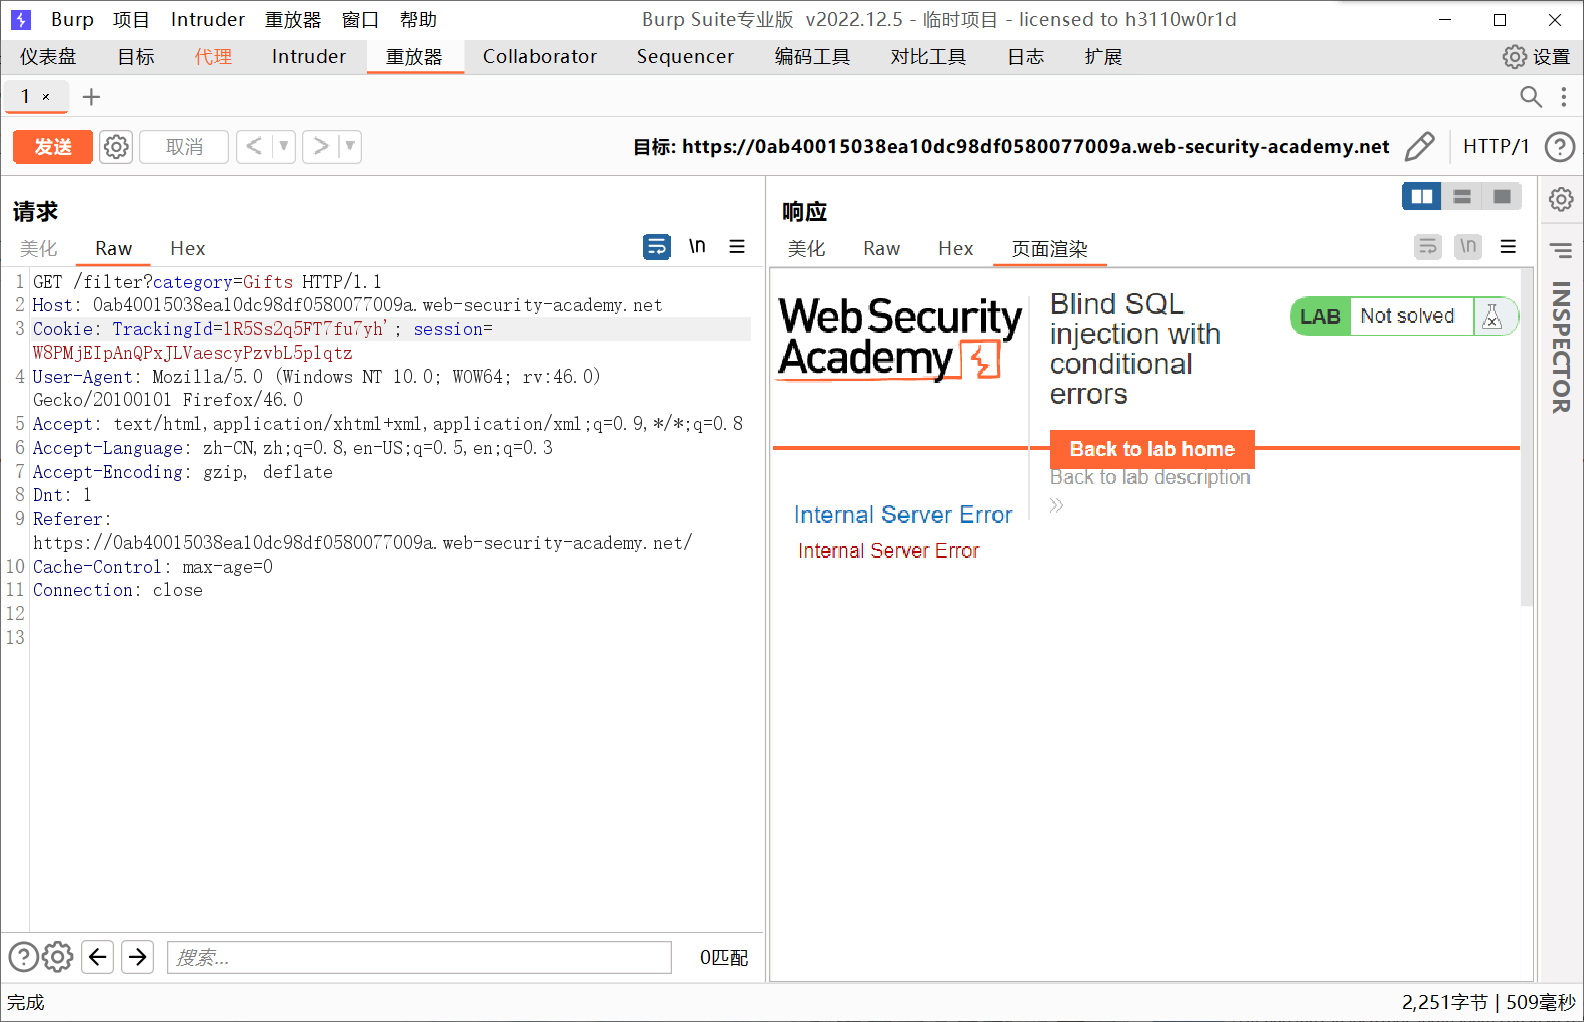 Burp 项目 Intruder 重放器 窗口 帮助 Burp Suite专业版 v2022.12.5 - 临时项目 - licensed to h3110w0r1d
仪表盘 目标 代理 Intruder 重放器 Collaborator Sequencer 编码工具 对比工具 日志 扩展 设置
1 × +
发送 取消 < > 目标: https://0ab40015038ea10dc98df0580077009a.web-security-academy.net HTTP/1 ?
请求
美化 Raw Hex \n
1 GET /filter?category=Gifts HTTP/1.1
2 Host: 0ab40015038ea10dc98df0580077009a.web-security-academy.net
3 Cookie: TrackingId=1R5Ss2q5FT7fu7yh'; session=
W8PMjEIpAnQPxJLVaescyPzvbL5plqtz
4 User-Agent: Mozilla/5.0 (Windows NT 10.0; WOW64; rv:46.0)
Gecko/20100101 Firefox/46.0
5 Accept: text/html,application/xhtml+xml,application/xml;q=0.9,*/*;q=0.8
6 Accept-Language: zh-CN,zh;q=0.8,en-US;q=0.5,en;q=0.3
7 Accept-Encoding: gzip, deflate
8 Dnt: 1
9 Referer:
https://0ab40015038ea10dc98df0580077009a.web-security-academy.net/
10 Cache-Control: max-age=0
11 Connection: close
12
13
搜索...
0匹配
响应
美化 Raw Hex 页面渲染 \n
Web Security
Academy
Blind SQL
injection with
conditional
errors
LAB Not solved
Back to lab home
Back to lab description
»
Internal Server Error
Internal Server Error
INSPECTOR
完成
2,251字节 | 509毫秒